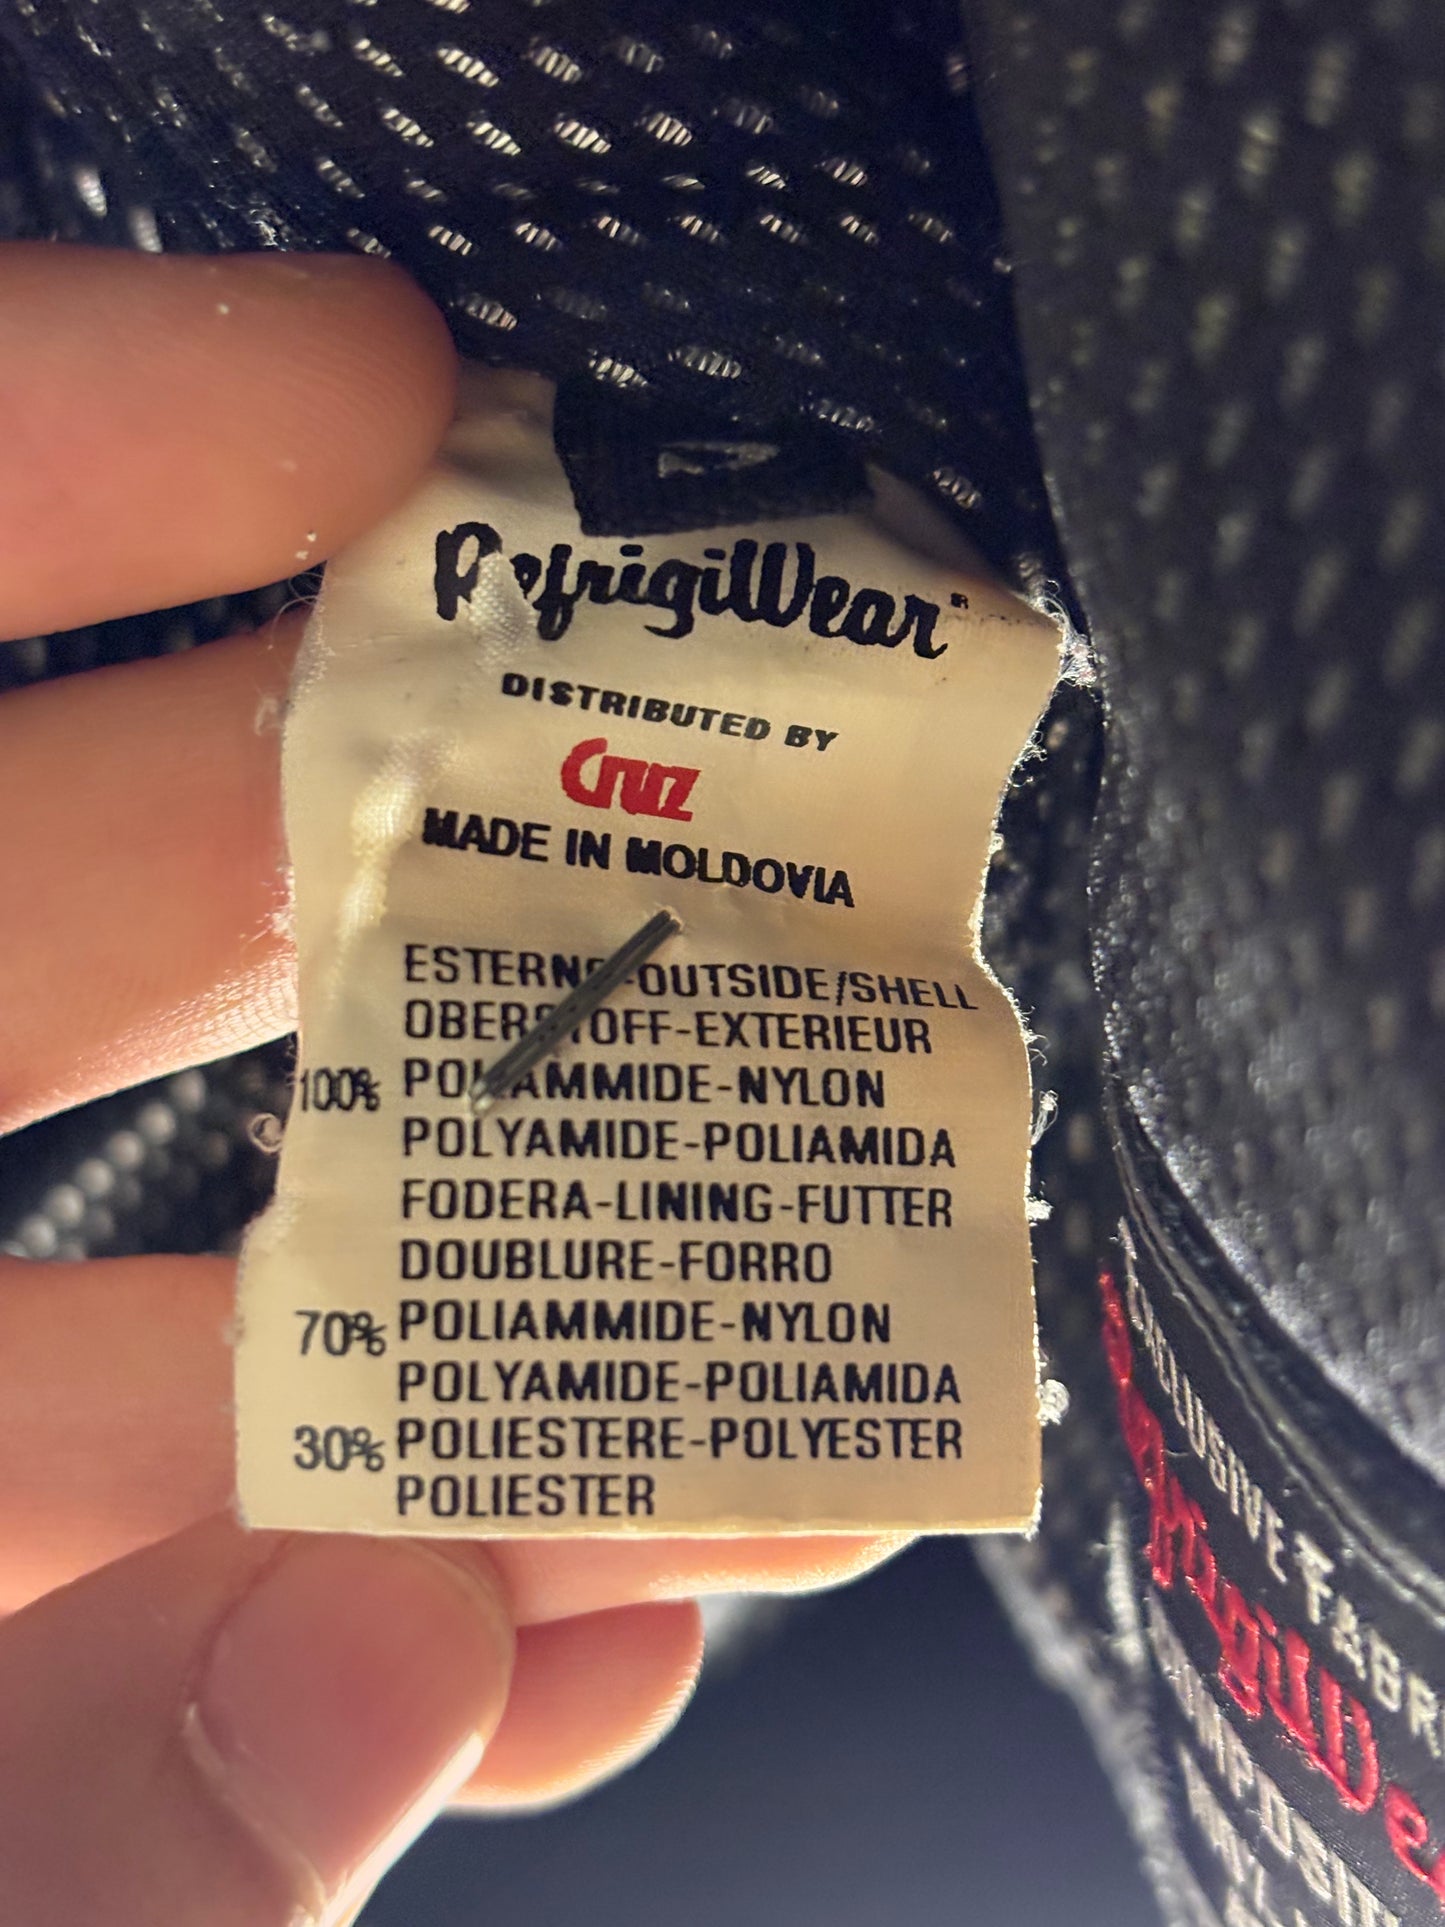 RefrigiWear®
DISTRIBUTED BY
Cruz
MADE IN MOLDOVIA
ESTERNO-OUTSIDE/SHELL
OBERSTOFF-EXTERIEUR
100% POLIAMMIDE-NYLON
POLYAMIDE-POLIAMIDA
FODERA-LINING-FUTTER
DOUBLURE-FORRO
70% POLIAMMIDE-NYLON
POLYAMIDE-POLIAMIDA
30% POLIESTERE-POLYESTER
POLIESTER